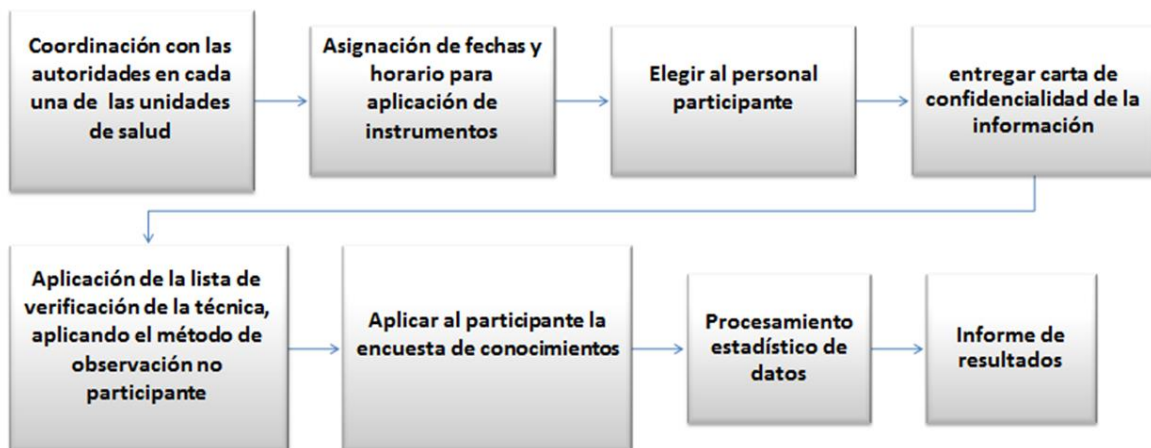 Coordinación con las
autoridades en cada
una de las unidades
de salud
Asignación de fechas y
horario para
aplicación de
instrumentos
Elegir al personal
participante
entregar carta de
confidencialidad de la
información
Aplicación de la lista de
verificación de la técnica,
aplicando el método de
observación no
participante
Aplicar al participante la
encuesta de conocimientos
Procesamiento
estadístico de
datos
Informe de
resultados